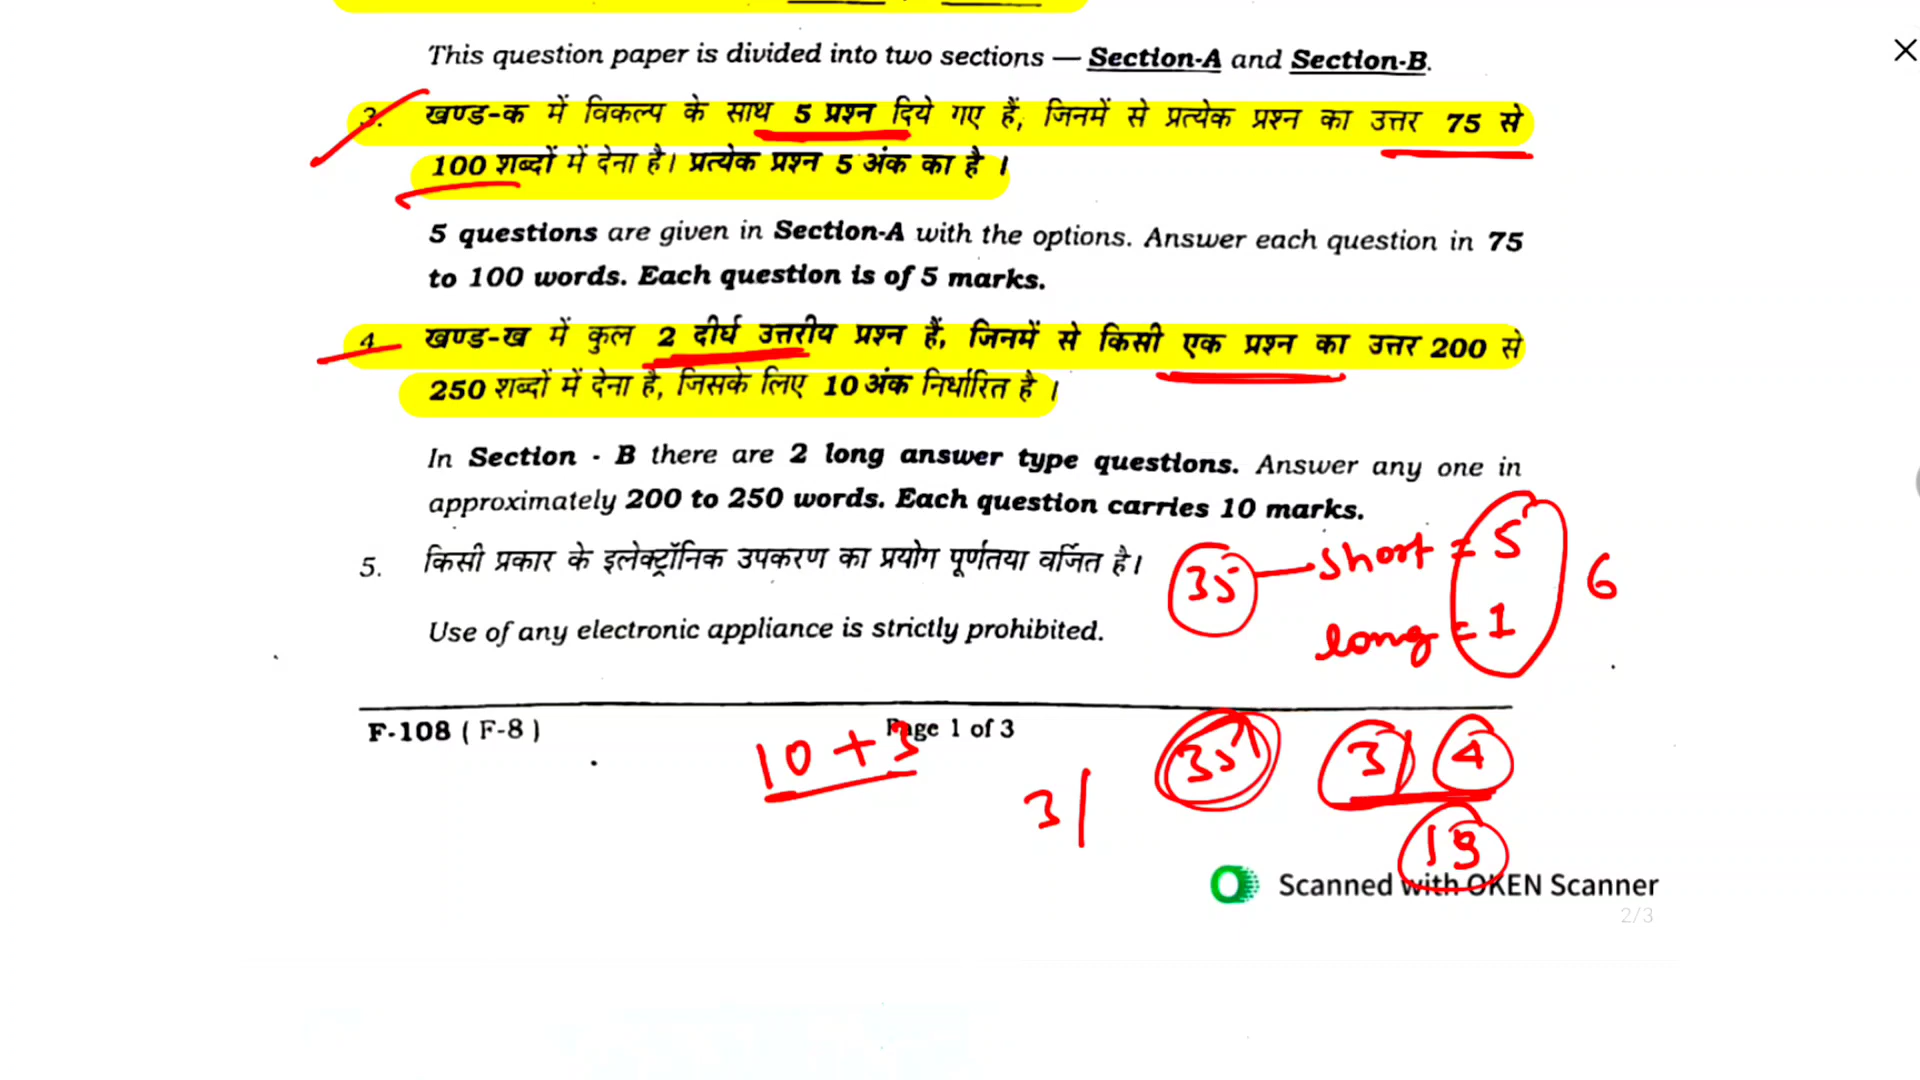 This question paper is divided into two sections — Section-A and Section-B.
3. खण्ड-क में विकल्प के साथ 5 प्रश्न दिये गए हैं, जिनमें से प्रत्येक प्रश्न का उत्तर 75 से
100 शब्दों में देना है। प्रत्येक प्रश्न 5 अंक का है ।
5 questions are given in Section-A with the options. Answer each question in 75
to 100 words. Each question is of 5 marks.
4 खण्ड-ख में कुल 2 दीर्घ उत्तरीय प्रश्न हैं, जिनमें से किसी एक प्रश्न का उत्तर 200 से
250 शब्दों में देना है, जिसके लिए 10 अंक निर्धारित है ।
In Section - B there are 2 long answer type questions. Answer any one in
approximately 200 to 250 words. Each question carries 10 marks.
5. किसी प्रकार के इलेक्ट्रॉनिक उपकरण का प्रयोग पूर्णतया वर्जित है।
35 short = 5
6
Use of any electronic appliance is strictly prohibited.
long = 1
F-108 ( F-8 )
Page 1 of 3
10 + 3
35
3 4
3
Scanned with OKEN Scanner
2/3